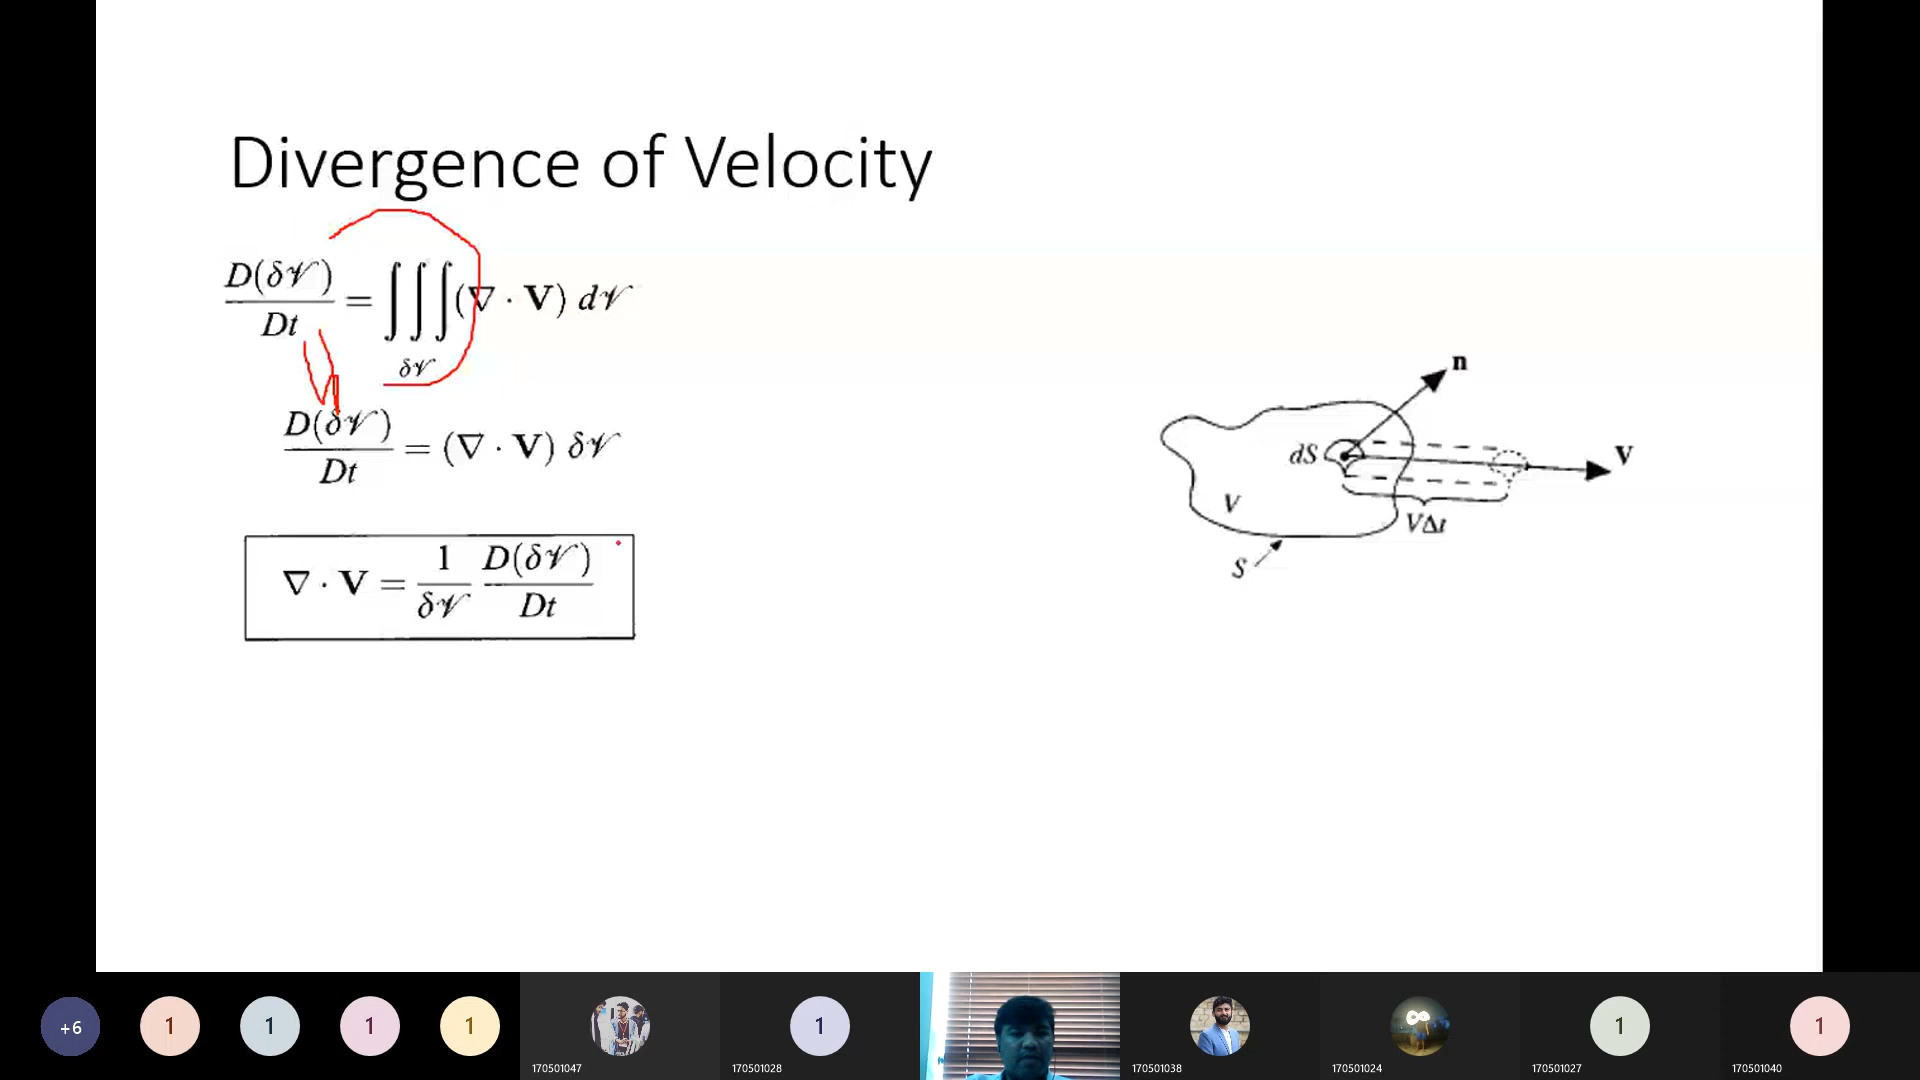 Divergence of Velocity
D(δ𝒱)/Dt = ∫∫∫(∇ · V) d𝒱
δ𝒱
D(δ𝒱)/Dt = (∇ · V) δ𝒱
∇ · V = 1/δ𝒱 D(δ𝒱)/Dt
n
dS
V
V
VΔt
S
+6
1
1
1
1
170501047
1
170501028
170501038
170501024
1
170501027
1
170501040